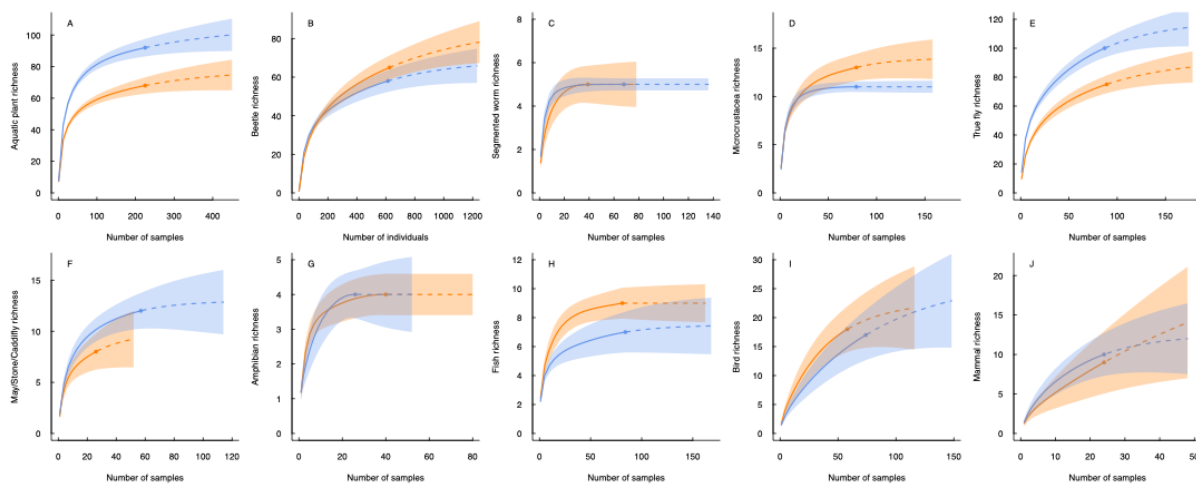 A
Aquatic plant richness
0 20 40 60 80 100
0 100 200 300 400
Number of samples
B
Beetle richness
0 20 40 60 80
0 200 400 600 800 1000 1240
Number of individuals
C
Segmented worm richness
0 2 4 6 8
0 20 40 60 80 100 120 140
Number of samples
D
Microcrustacea richness
0 5 10 15
0 50 100 150
Number of samples
E
True fly richness
0 20 40 60 80 100 120
0 50 100 150
Number of samples
F
May/Stone/Caddifly richness
0 5 10 15
0 20 40 60 80 100 120
Number of samples
G
Amphibian richness
0 1 2 3 4 5
0 20 40 60 80
Number of samples
H
Fish richness
0 2 4 6 8 10 12
0 50 100 150
Number of samples
I
Bird richness
0 5 10 15 20 25 30
0 50 100 150
Number of samples
J
Mammal richness
0 5 10 15 20
0 10 20 30 40 50
Number of samples